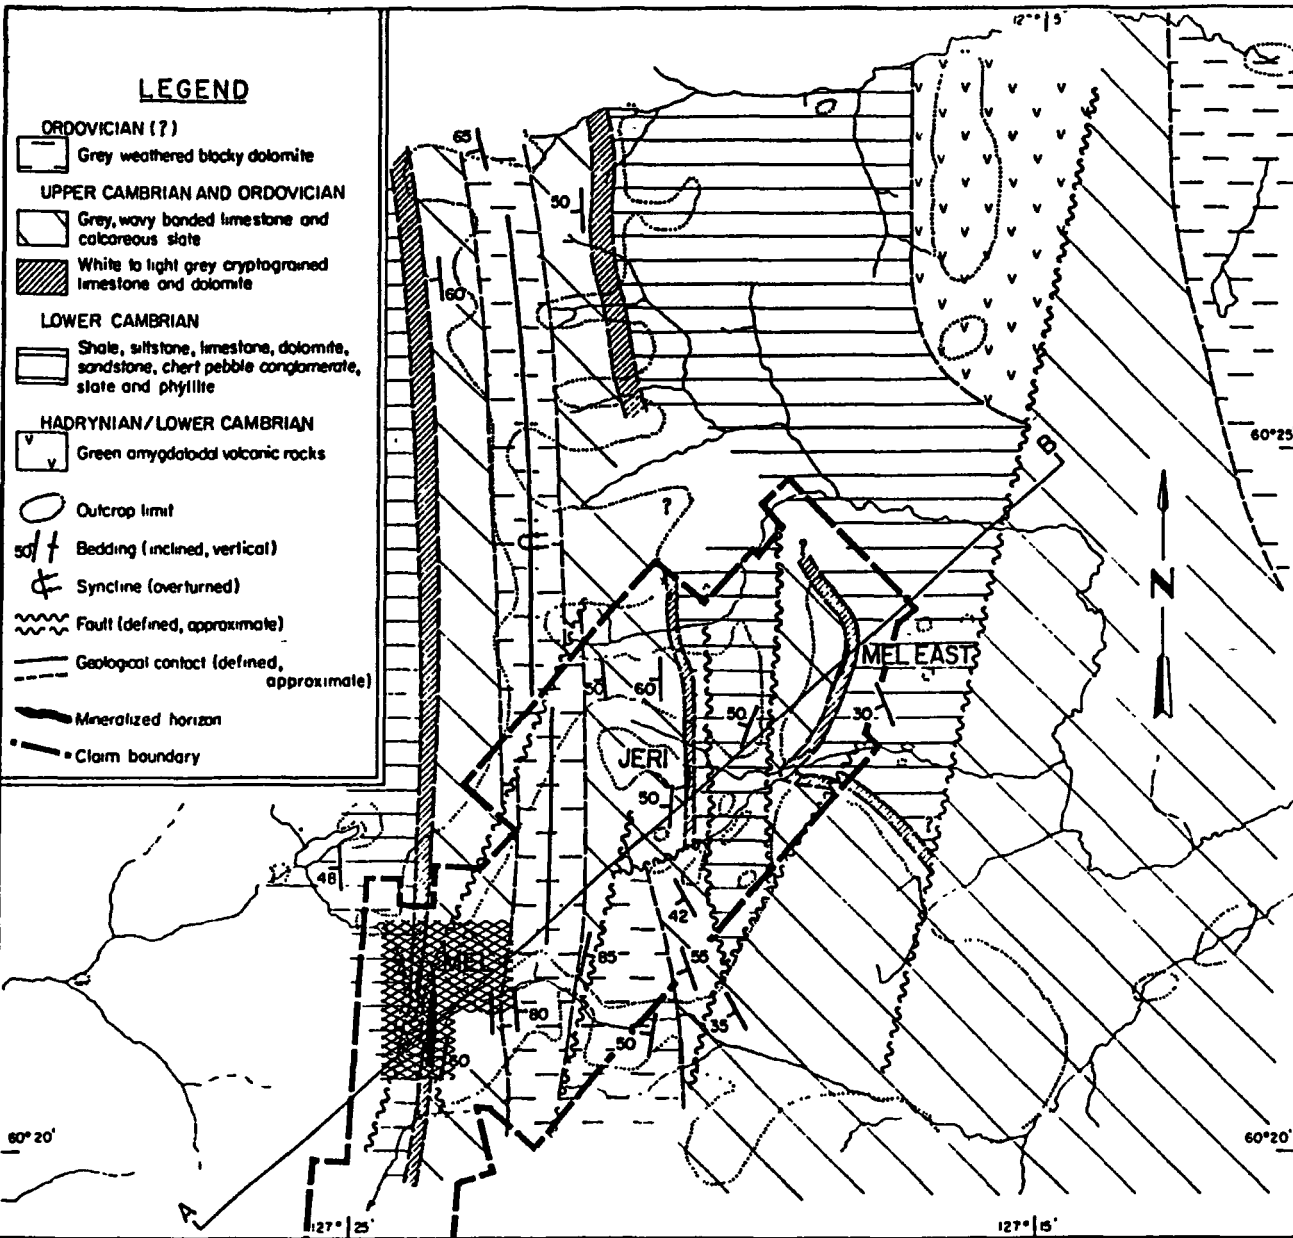 LEGEND
ORDOVICIAN (?)
Grey weathered blocky dolomite
UPPER CAMBRIAN AND ORDOVICIAN
Grey, wavy banded limestone and
calcareous slate
White to light grey cryptograined
limestone and dolomite
LOWER CAMBRIAN
Shale, siltstone, limestone, dolomite,
sandstone, chert pebble conglomerate,
slate and phyllite
HADRYNIAN/LOWER CAMBRIAN
Green amygdaloidal volcanic rocks
Outcrop limit
50 Bedding (inclined, vertical)
Syncline (overturned)
Fault (defined, approximate)
Geological contact (defined,
approximate)
Mineralized horizon
Claim boundary
65
50
60
60°25'
B
?
N
MEL EAST
50
60
50
30
JERI
50
?
48
42
85
55
80
35
50
60
60°20'
60°20'
A
127° 25'
127° 15'